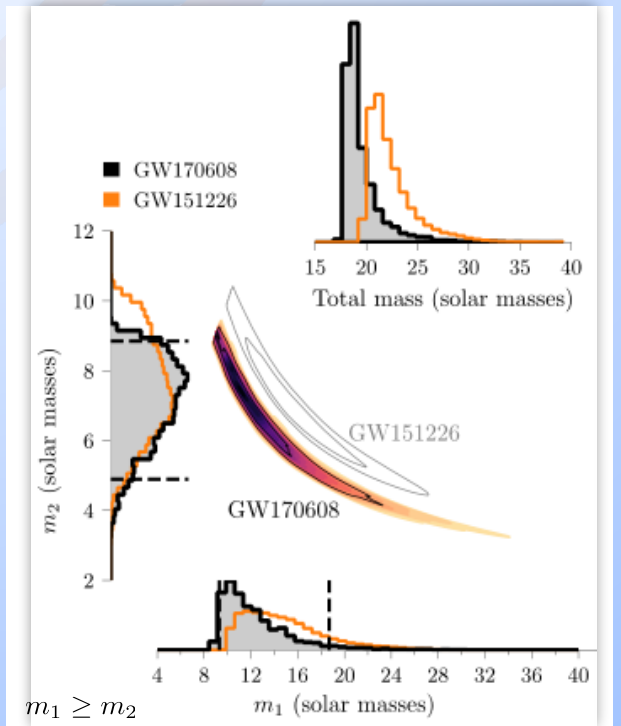 GW170608
GW151226
15 20 25 30 35 40
Total mass (solar masses)
12
10
8
6
4
2
m₂ (solar masses)
GW151226
GW170608
4 8 12 16 20 24 28 32 36 40
m₁ (solar masses)
m₁ ≥ m₂